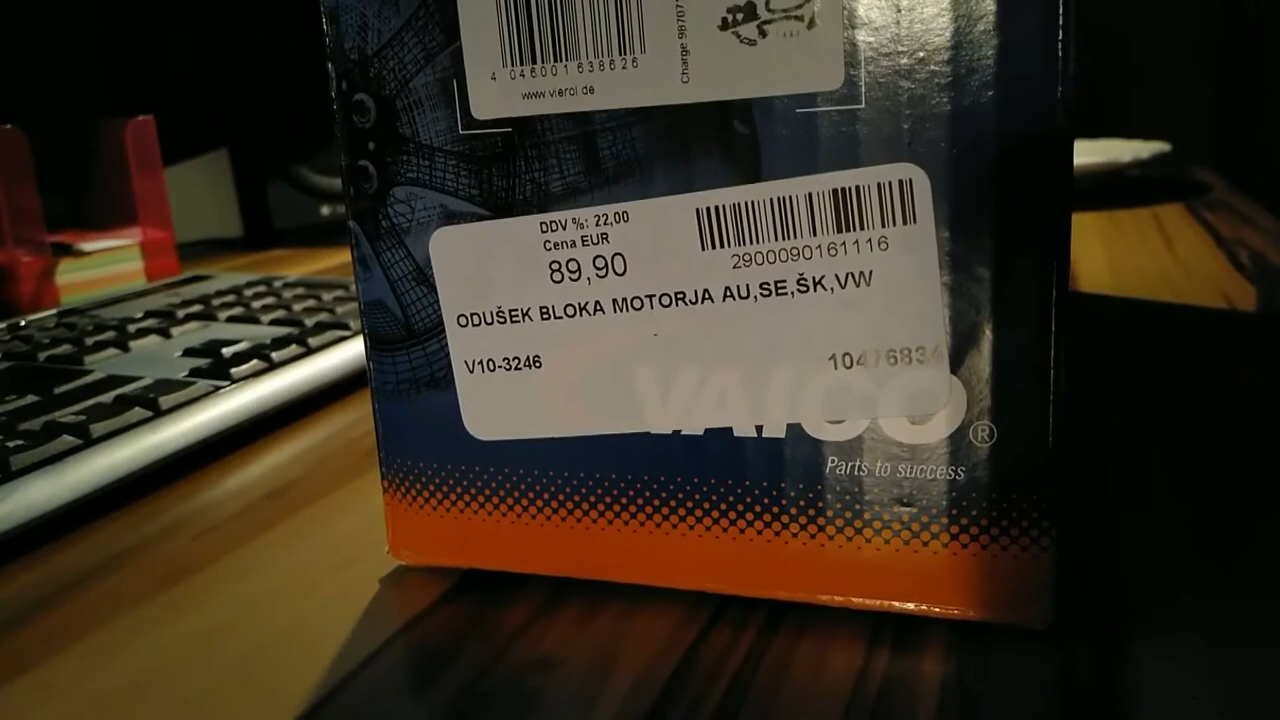 4 046001 638626
www.vierol.de
DDV %: 22,00
Cena EUR
89,90
2900090161116
ODUŠEK BLOKA MOTORJA AU,SE,ŠK,VW
V10-3246
VAICO ®
Parts to success